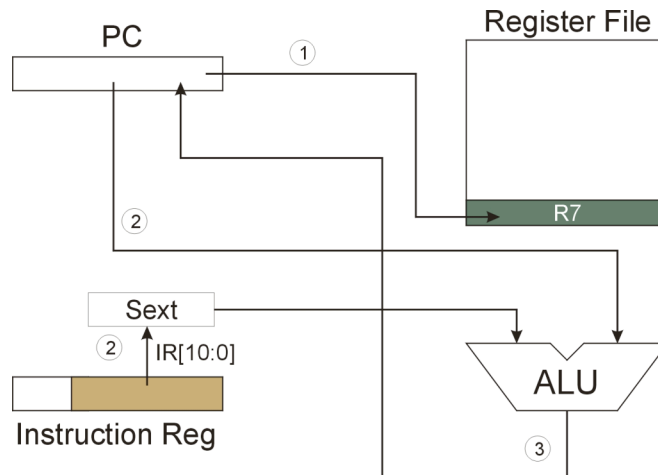 Register File
PC
1
R7
2
Sext
2
IR[10:0]
ALU
Instruction Reg
3